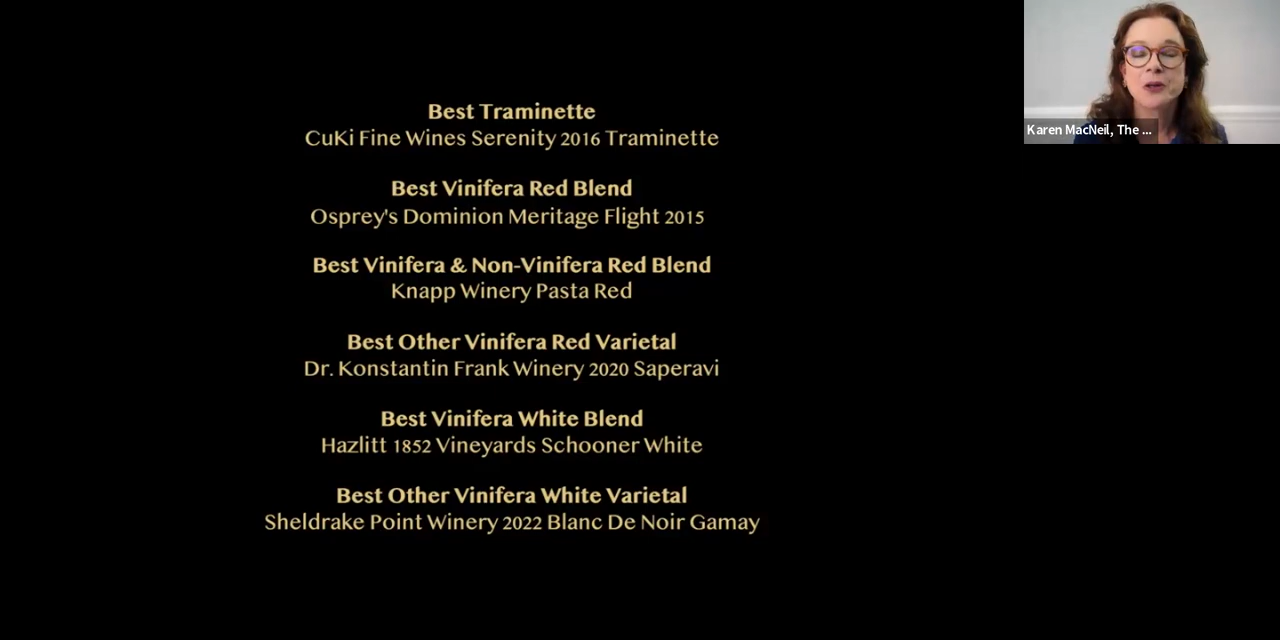 Best Traminette
CuKi Fine Wines Serenity 2016 Traminette
Best Vinifera Red Blend
Osprey's Dominion Meritage Flight 2015
Best Vinifera & Non-Vinifera Red Blend
Knapp Winery Pasta Red
Best Other Vinifera Red Varietal
Dr. Konstantin Frank Winery 2020 Saperavi
Best Vinifera White Blend
Hazlitt 1852 Vineyards Schooner White
Best Other Vinifera White Varietal
Sheldrake Point Winery 2022 Blanc De Noir Gamay
Karen MacNeil, The ...